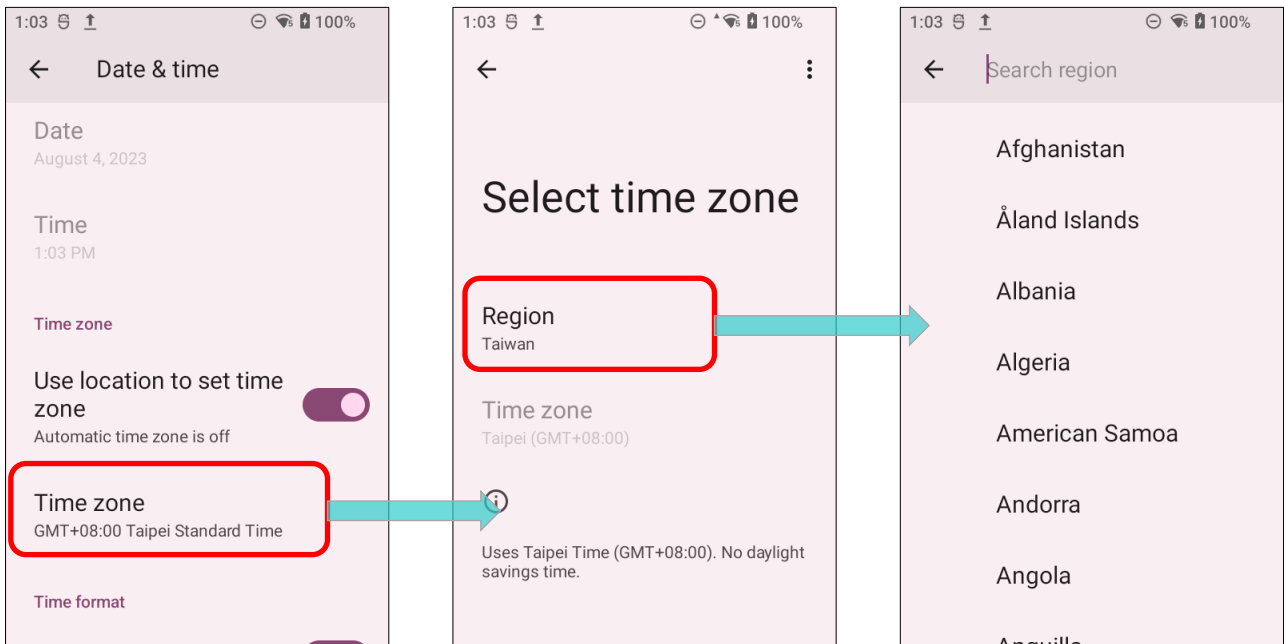 1:03 100%
Date & time
Date
August 4, 2023
Time
1:03 PM
Time zone
Use location to set time
zone
Automatic time zone is off
Time zone
GMT+08:00 Taipei Standard Time
Time format
1:03 100%
Select time zone
Region
Taiwan
Time zone
Taipei (GMT+08:00)
Uses Taipei Time (GMT+08:00). No daylight
savings time.
1:03 100%
Search region
Afghanistan
Åland Islands
Albania
Algeria
American Samoa
Andorra
Angola